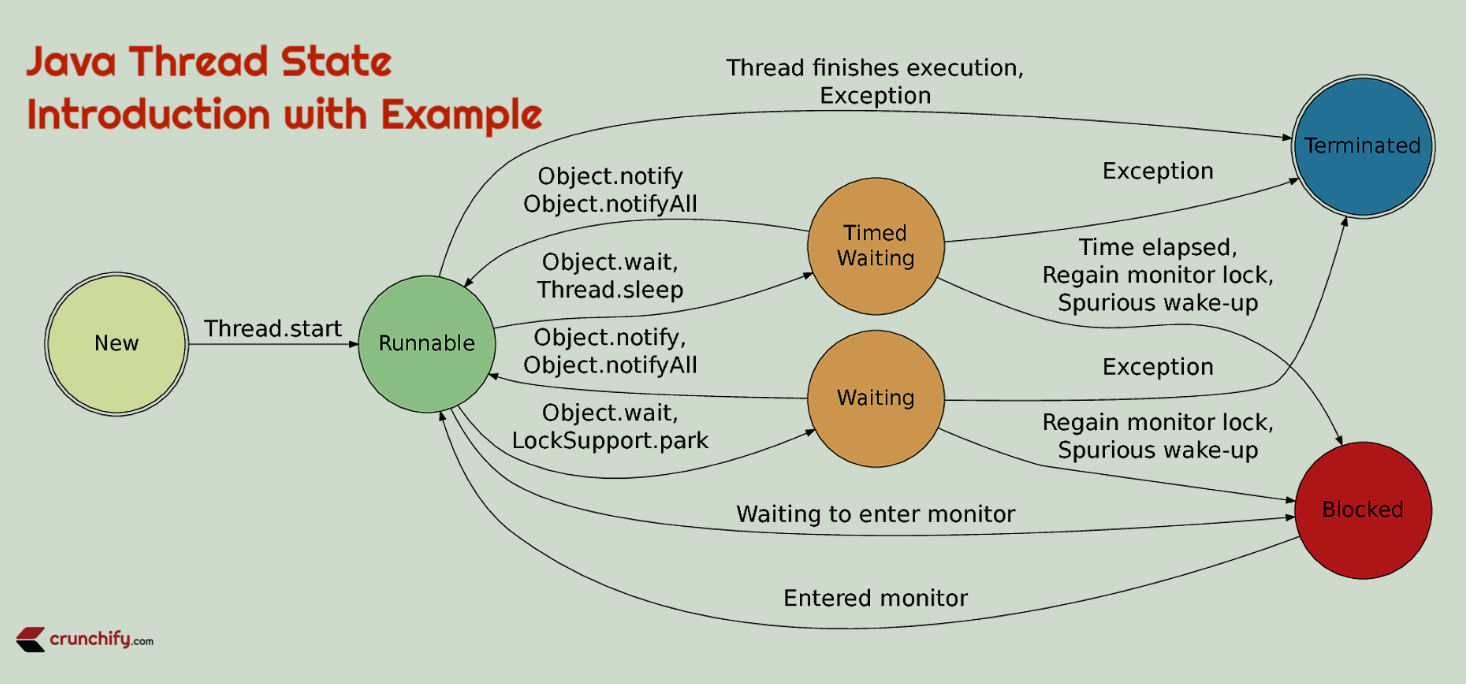 Java Thread State
Introduction with Example
Thread finishes execution,
Exception
Terminated
Object.notify
Object.notifyAll
Exception
Timed
Waiting
Object.wait,
Thread.sleep
Time elapsed,
Regain monitor lock,
Spurious wake-up
New
Thread.start
Runnable
Object.notify,
Object.notifyAll
Waiting
Exception
Object.wait,
LockSupport.park
Regain monitor lock,
Spurious wake-up
Waiting to enter monitor
Blocked
Entered monitor
crunchify.com